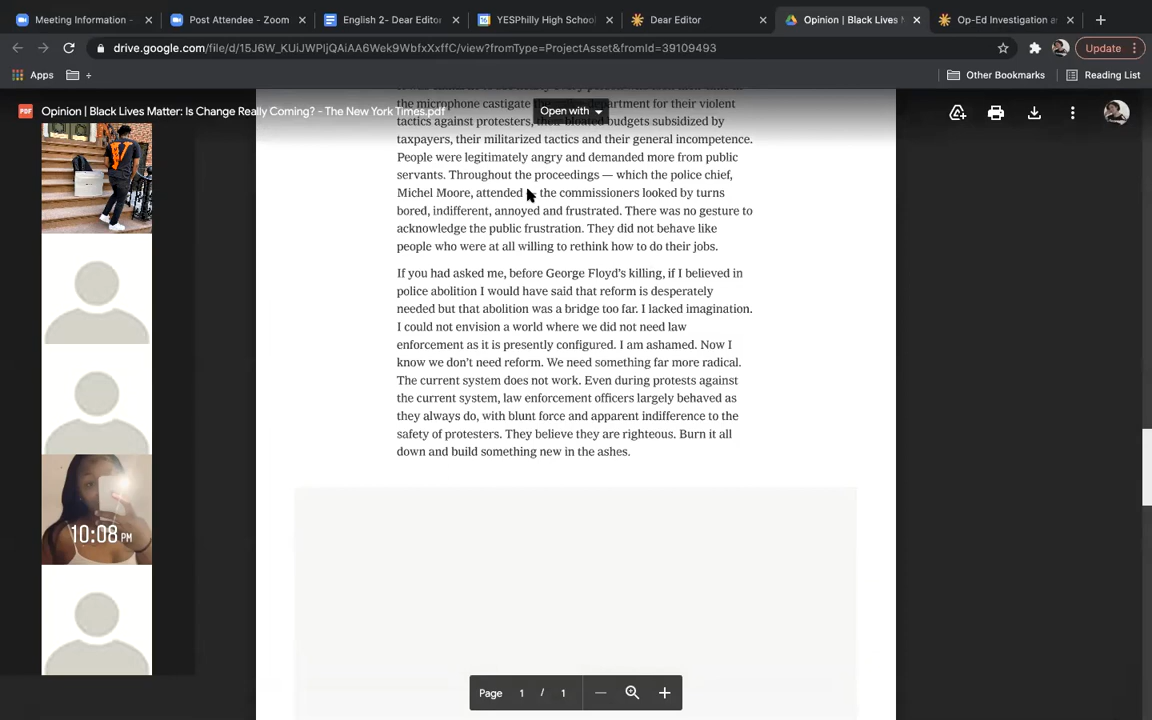 Meeting Information -
Post Attendee - Zoom
English 2- Dear Editor
YESPhilly High School
Dear Editor
Opinion | Black Lives M
Op-Ed Investigation a
drive.google.com/file/d/15J6W_KUiJWPljQAiAA6Wek9WbfxXxffC/view?fromType=ProjectAsset&fromId=39109493
Update
Apps
+
Other Bookmarks
Reading List
Opinion | Black Lives Matter: Is Change Really Coming? - The New York Times.pdf
Open with
the microphone castigate the department for their violent
tactics against protesters, their bloated budgets subsidized by
taxpayers, their militarized tactics and their general incompetence.
People were legitimately angry and demanded more from public
servants. Throughout the proceedings — which the police chief,
Michel Moore, attended — the commissioners looked by turns
bored, indifferent, annoyed and frustrated. There was no gesture to
acknowledge the public frustration. They did not behave like
people who were at all willing to rethink how to do their jobs.
If you had asked me, before George Floyd's killing, if I believed in
police abolition I would have said that reform is desperately
needed but that abolition was a bridge too far. I lacked imagination.
I could not envision a world where we did not need law
enforcement as it is presently configured. I am ashamed. Now I
know we don't need reform. We need something far more radical.
The current system does not work. Even during protests against
the current system, law enforcement officers largely behaved as
they always do, with blunt force and apparent indifference to the
safety of protesters. They believe they are righteous. Burn it all
down and build something new in the ashes.
10:08 PM
Page 1 / 1